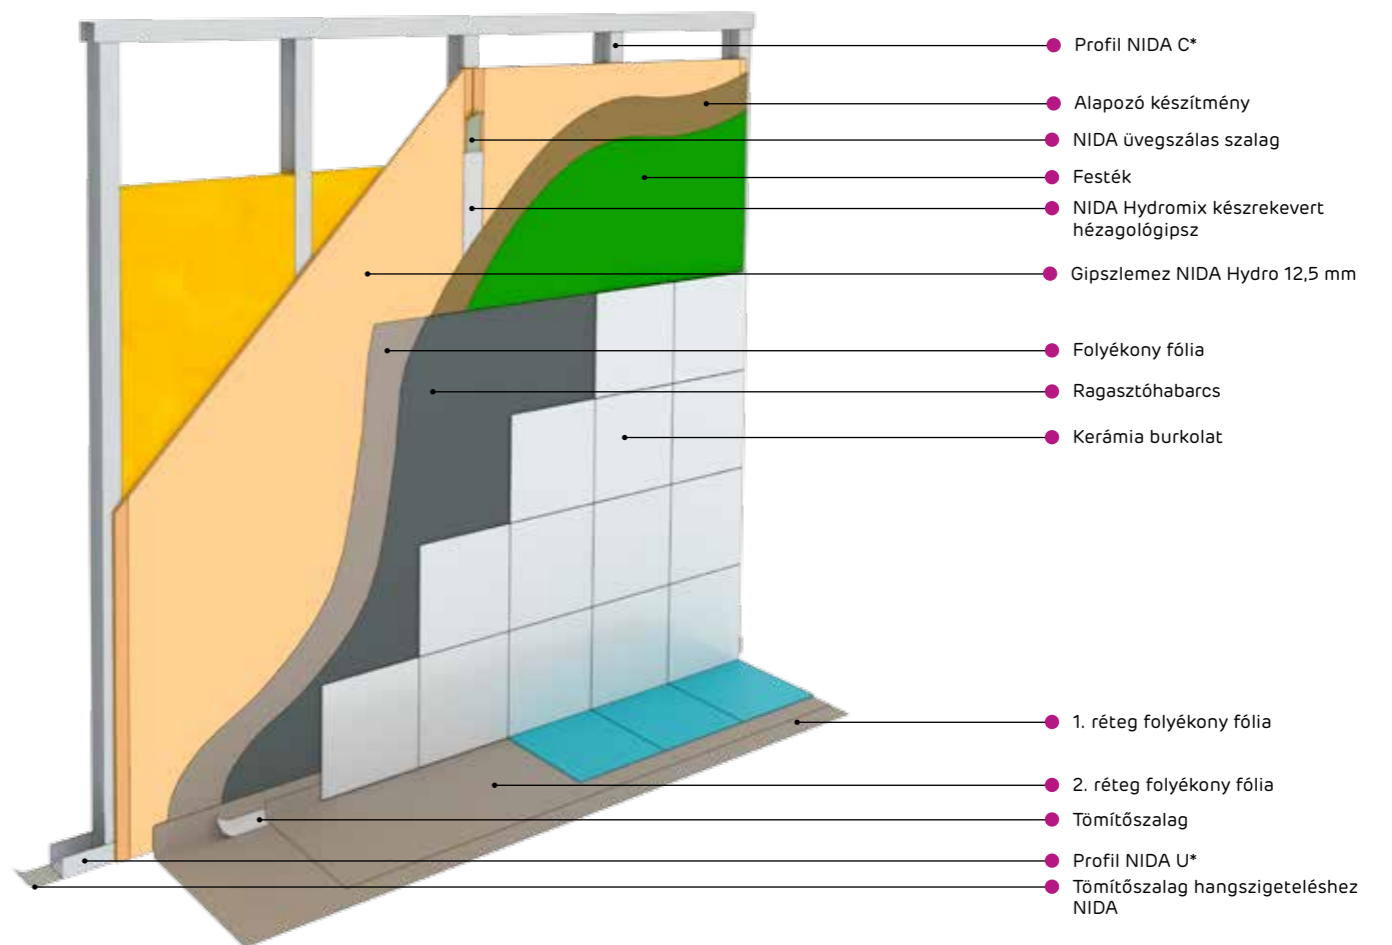 Profil NIDA C*
Alapozó készítmény
NIDA üvegszálas szalag
Festék
NIDA Hydromix készrekevert
hézagológipsz
Gipszlemez NIDA Hydro 12,5 mm
Folyékony fólia
Ragasztóhabarcs
Kerámia burkolat
1. réteg folyékony fólia
2. réteg folyékony fólia
Tömítőszalag
Profil NIDA U*
Tömítőszalag hangszigeteléshez
NIDA